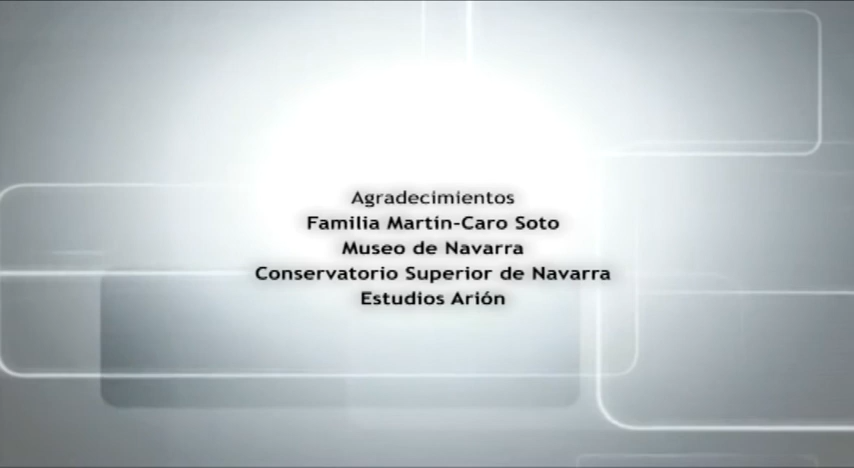 Agradecimientos
Familia Martín-Caro Soto
Museo de Navarra
Conservatorio Superior de Navarra
Estudios Arión